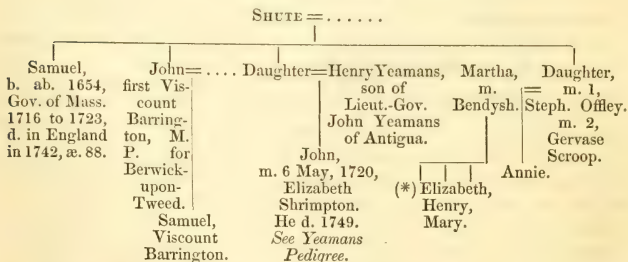 SHUTE = . . . . . .
Samuel,
b. ab. 1654,
Gov. of Mass.
1716 to 1723,
d. in England
in 1742, æ. 88.
John= . . . .
first Vis-
count
Barring-
ton, M.
P. for
Berwick-
upon-
Tweed.
Samuel,
Viscount
Barrington.
Daughter=Henry Yeamans,
son of
Lieut.-Gov.
John Yeamans
of Antigua.
John,
m. 6 May, 1720,
Elizabeth
Shrimpton.
He d. 1749.
See Yeamans
Pedigree.
Martha,
m.
Bendysh.
(*) Elizabeth,
Henry,
Mary.
Daughter,
= m. 1,
Steph. Offley.
m. 2,
Gervase
Scroop.
Annie.